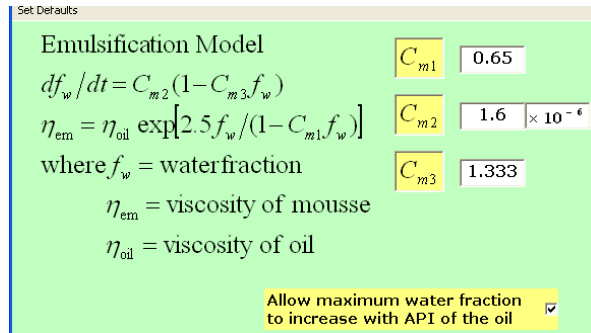 Set Defaults
Emulsification Model
df_w/dt = C_m2(1−C_m3 f_w)
η_em = η_oil exp[2.5 f_w/(1−C_m1 f_w)]
where f_w = waterfraction
η_em = viscosity of mousse
η_oil = viscosity of oil
C_m1 0.65
C_m2 1.6 × 10⁻⁶
C_m3 1.333
Allow maximum water fraction
to increase with API of the oil